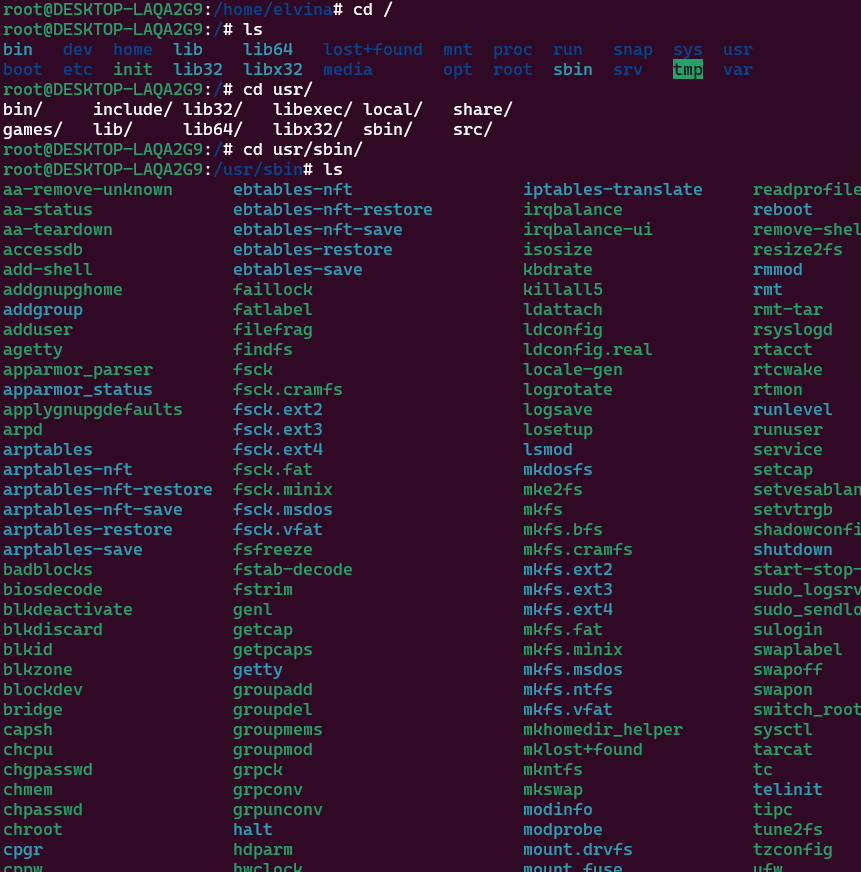 root@DESKTOP-LAQA2G9:/home/elvina# cd /
root@DESKTOP-LAQA2G9:/# ls
bin dev home lib lib64 lost+found mnt proc run snap sys usr
boot etc init lib32 libx32 media opt root sbin srv tmp var
root@DESKTOP-LAQA2G9:/# cd usr/
bin/ include/ lib32/ libexec/ local/ share/
games/ lib/ lib64/ libx32/ sbin/ src/
root@DESKTOP-LAQA2G9:/# cd usr/sbin/
root@DESKTOP-LAQA2G9:/usr/sbin# ls
aa-remove-unknown ebtables-nft iptables-translate readprofile
aa-status ebtables-nft-restore irqbalance reboot
aa-teardown ebtables-nft-save irqbalance-ui remove-shel
accessdb ebtables-restore isosize resize2fs
add-shell ebtables-save kbdrate rmmod
addgnupghome faillock killall5 rmt
addgroup fatlabel ldattach rmt-tar
adduser filefrag ldconfig rsyslogd
agetty findfs ldconfig.real rtacct
apparmor_parser fsck locale-gen rtcwake
apparmor_status fsck.cramfs logrotate rtmon
applygnupgdefaults fsck.ext2 logsave runlevel
arpd fsck.ext3 losetup runuser
arptables fsck.ext4 lsmod service
arptables-nft fsck.fat mkdosfs setcap
arptables-nft-restore fsck.minix mke2fs setvesablan
arptables-nft-save fsck.msdos mkfs setvtrgb
arptables-restore fsck.vfat mkfs.bfs shadowconfi
arptables-save fsfreeze mkfs.cramfs shutdown
badblocks fstab-decode mkfs.ext2 start-stop-
biosdecode fstrim mkfs.ext3 sudo_logsrv
blkdeactivate genl mkfs.ext4 sudo_sendlo
blkdiscard getcap mkfs.fat sulogin
blkid getpcaps mkfs.minix swaplabel
blkzone getty mkfs.msdos swapoff
blockdev groupadd mkfs.ntfs swapon
bridge groupdel mkfs.vfat switch_root
capsh groupmems mkhomedir_helper sysctl
chcpu groupmod mklost+found tarcat
chgpasswd grpck mkntfs tc
chmem grpconv mkswap telinit
chpasswd grpunconv modinfo tipc
chroot halt modprobe tune2fs
cpgr hdparm mount.drvfs tzconfig
cppw hwclock mount.fuse ufw